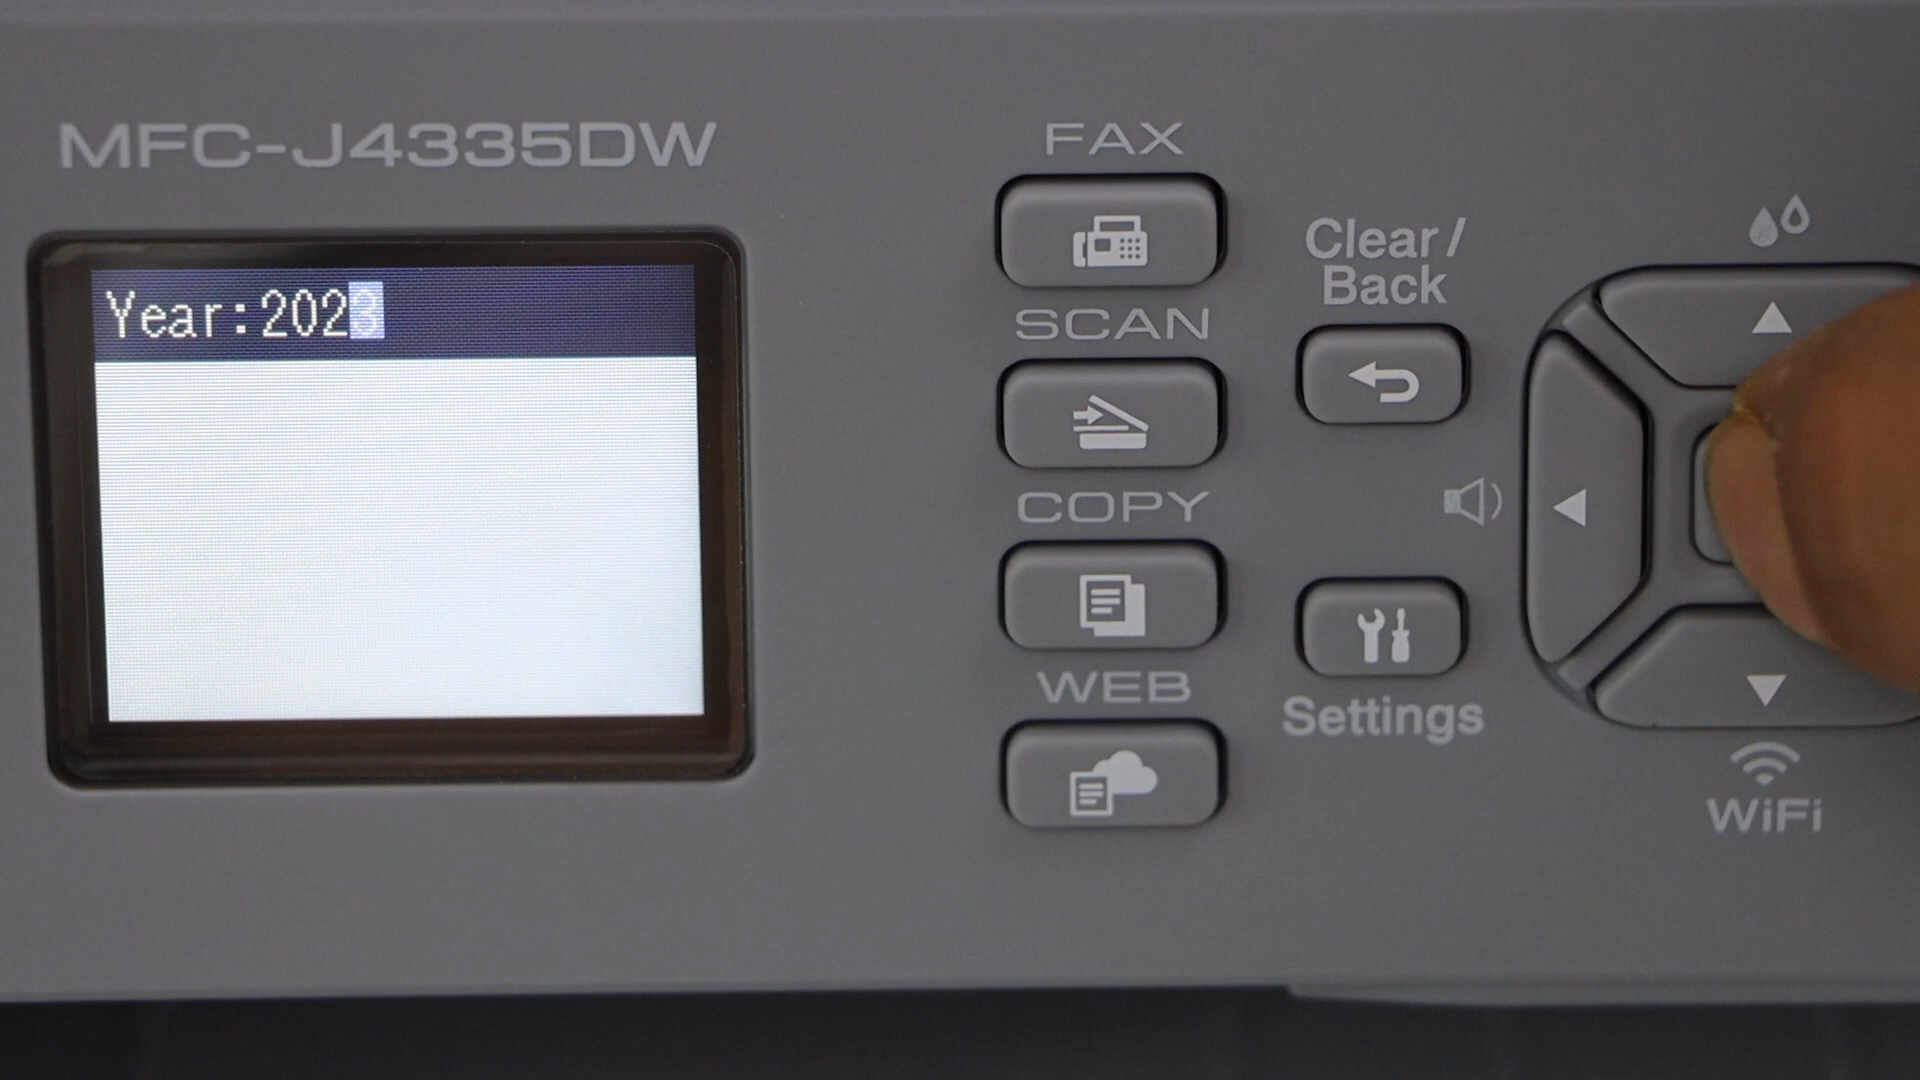 MFC-J4335DW
Year:2023
FAX
SCAN
COPY
WEB
Clear/
Back
Settings
WiFi